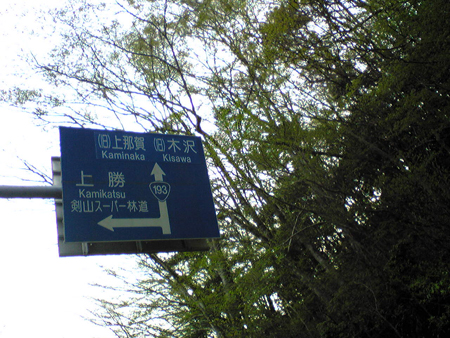 (旧)上那賀 (旧)木沢
Kaminaka Kisawa
上勝
Kamikatsu
193
剣山スーパー林道